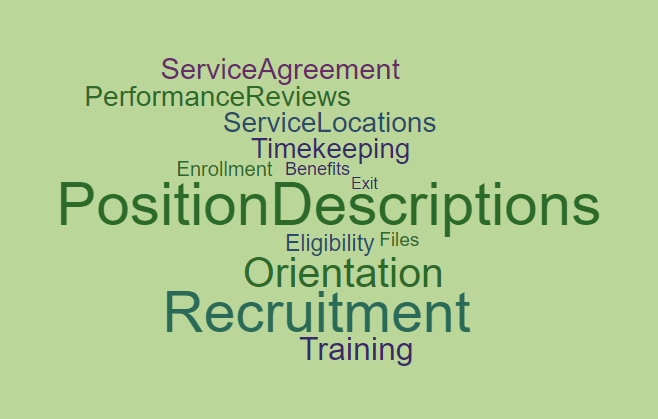 ServiceAgreement
PerformanceReviews
ServiceLocations
Timekeeping
Enrollment Benefits
Exit
PositionDescriptions
Eligibility Files
Orientation
Recruitment
Training